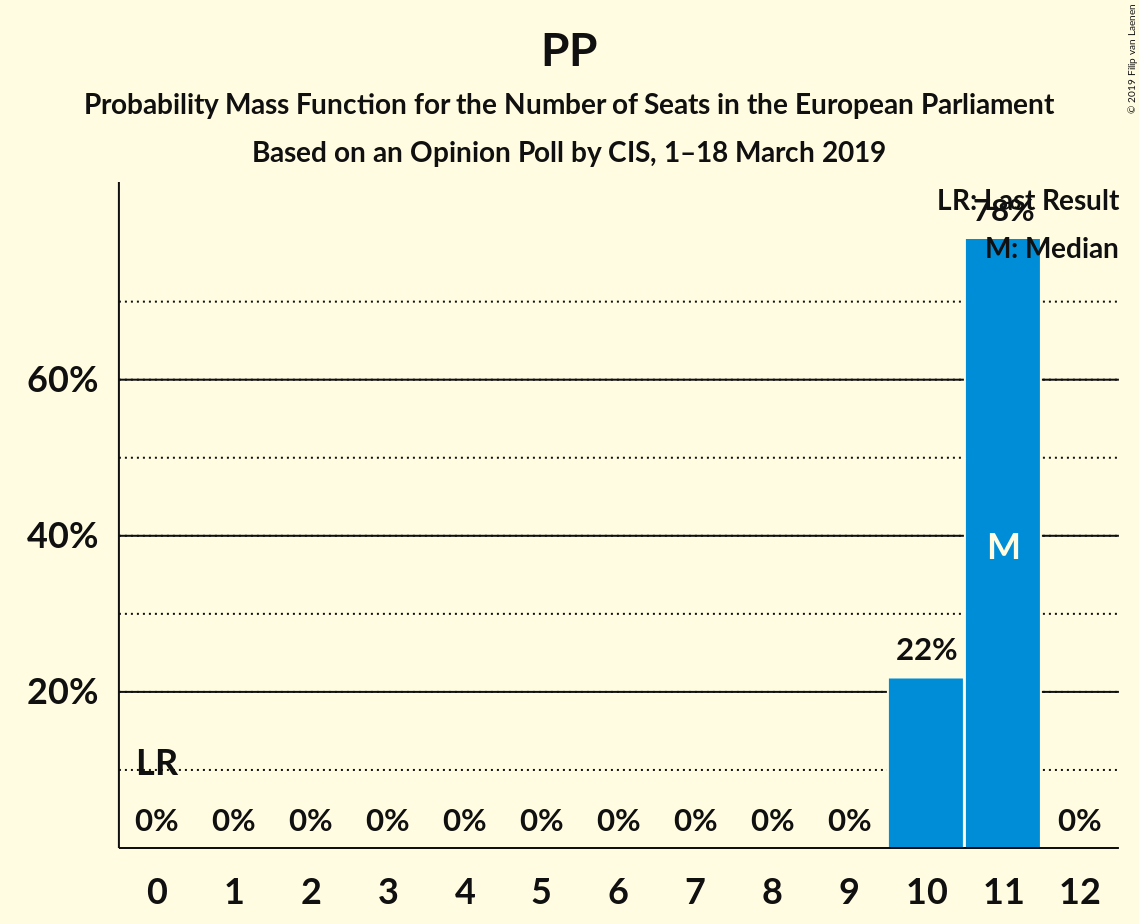 PP
Probability Mass Function for the Number of Seats in the European Parliament
Based on an Opinion Poll by CIS, 1–18 March 2019
© 2019 Filip van Laenen
LR: Last Result
M: Median
78%
60%
40%
M
22%
20%
LR
0% 0% 0% 0% 0% 0% 0% 0% 0% 0% 0%
0 1 2 3 4 5 6 7 8 9 10 11 12